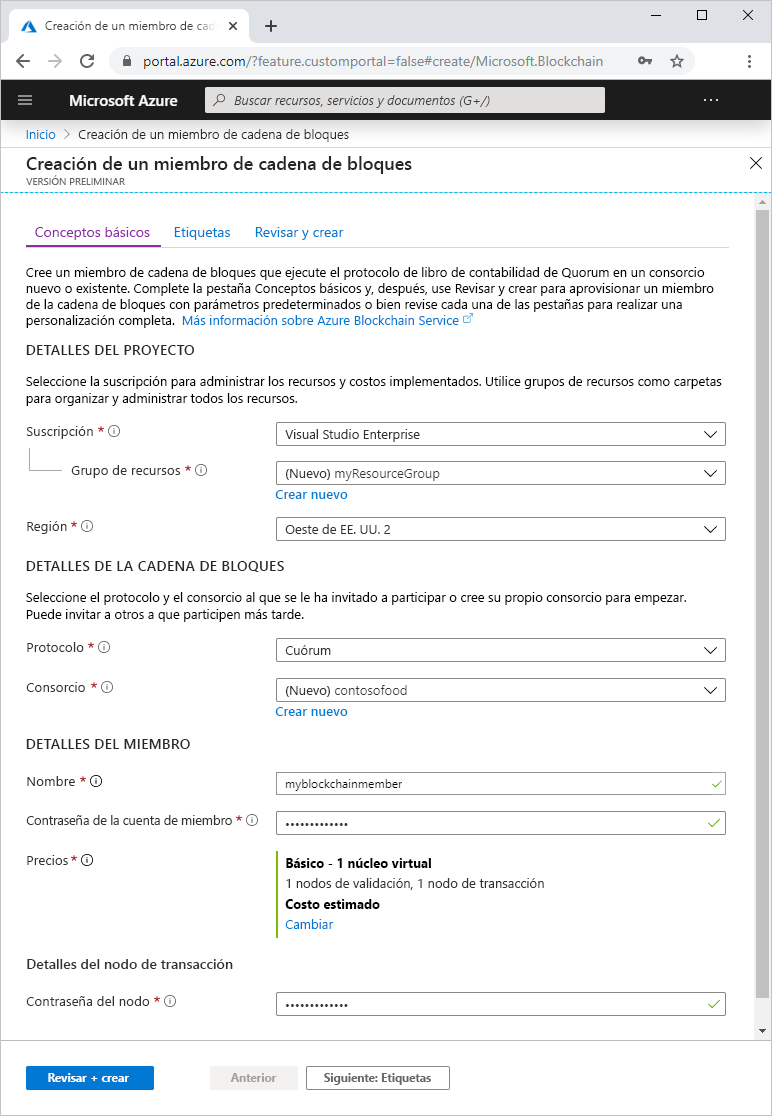 Creación de un miembro de cade
portal.azure.com/?feature.customportal=false#create/Microsoft.Blockchain
Microsoft Azure
Buscar recursos, servicios y documentos (G+/)
Inicio > Creación de un miembro de cadena de bloques
Creación de un miembro de cadena de bloques
VERSIÓN PRELIMINAR
Conceptos básicos Etiquetas Revisar y crear
Cree un miembro de cadena de bloques que ejecute el protocolo de libro de contabilidad de Quorum en un consorcio
nuevo o existente. Complete la pestaña Conceptos básicos y, después, use Revisar y crear para aprovisionar un miembro
de la cadena de bloques con parámetros predeterminados o bien revise cada una de las pestañas para realizar una
personalización completa. Más información sobre Azure Blockchain Service
DETALLES DEL PROYECTO
Seleccione la suscripción para administrar los recursos y costos implementados. Utilice grupos de recursos como carpetas
para organizar y administrar todos los recursos.
Suscripción * Visual Studio Enterprise
Grupo de recursos * (Nuevo) myResourceGroup
Crear nuevo
Región * Oeste de EE. UU. 2
DETALLES DE LA CADENA DE BLOQUES
Seleccione el protocolo y el consorcio al que se le ha invitado a participar o cree su propio consorcio para empezar.
Puede invitar a otros a que participen más tarde.
Protocolo * Cuórum
Consorcio * (Nuevo) contosofood
Crear nuevo
DETALLES DEL MIEMBRO
Nombre * myblockchainmember
Contraseña de la cuenta de miembro * •••••••••••••
Precios * Básico - 1 núcleo virtual
1 nodos de validación, 1 nodo de transacción
Costo estimado
Cambiar
Detalles del nodo de transacción
Contraseña del nodo * •••••••••••••
Revisar + crear Anterior Siguiente: Etiquetas